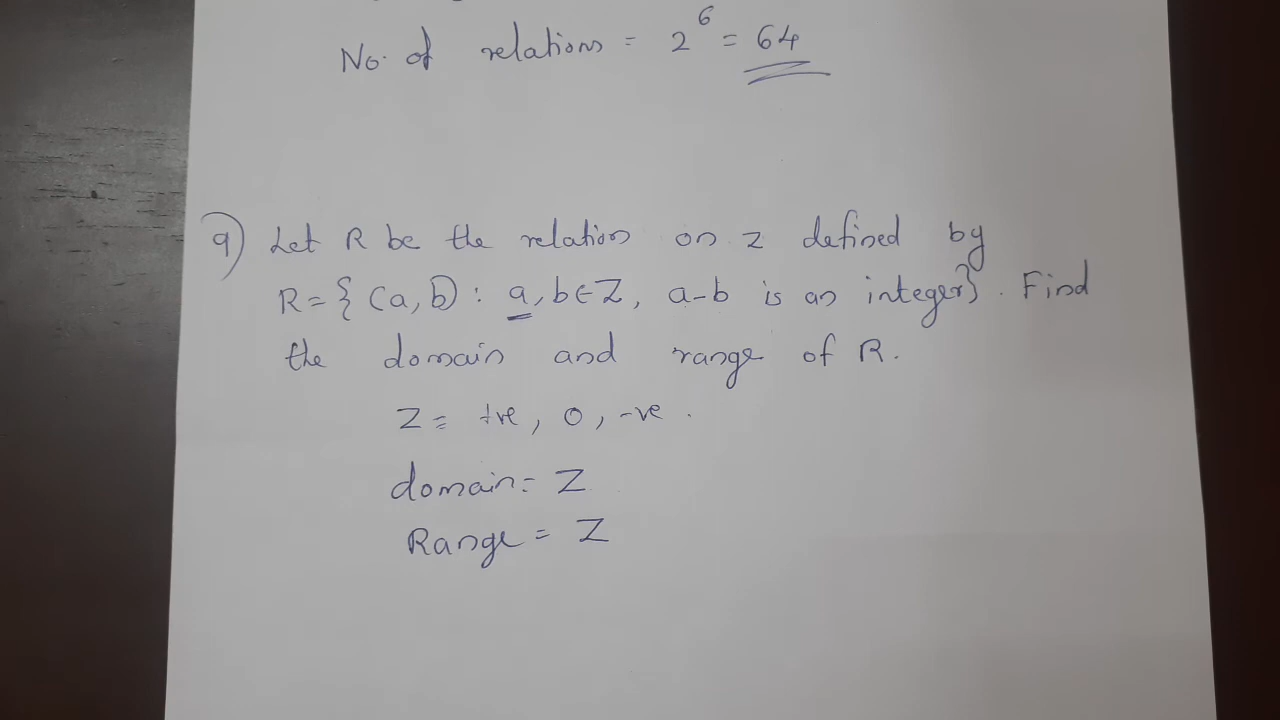 No. of relations = 2^6 = 64
9) Let R be the relation on Z defined by
R = { (a, b) : a, b ∈ Z, a-b is an integer} . Find
the domain and range of R.
Z = +ve, 0, -ve .
domain = Z
Range = Z